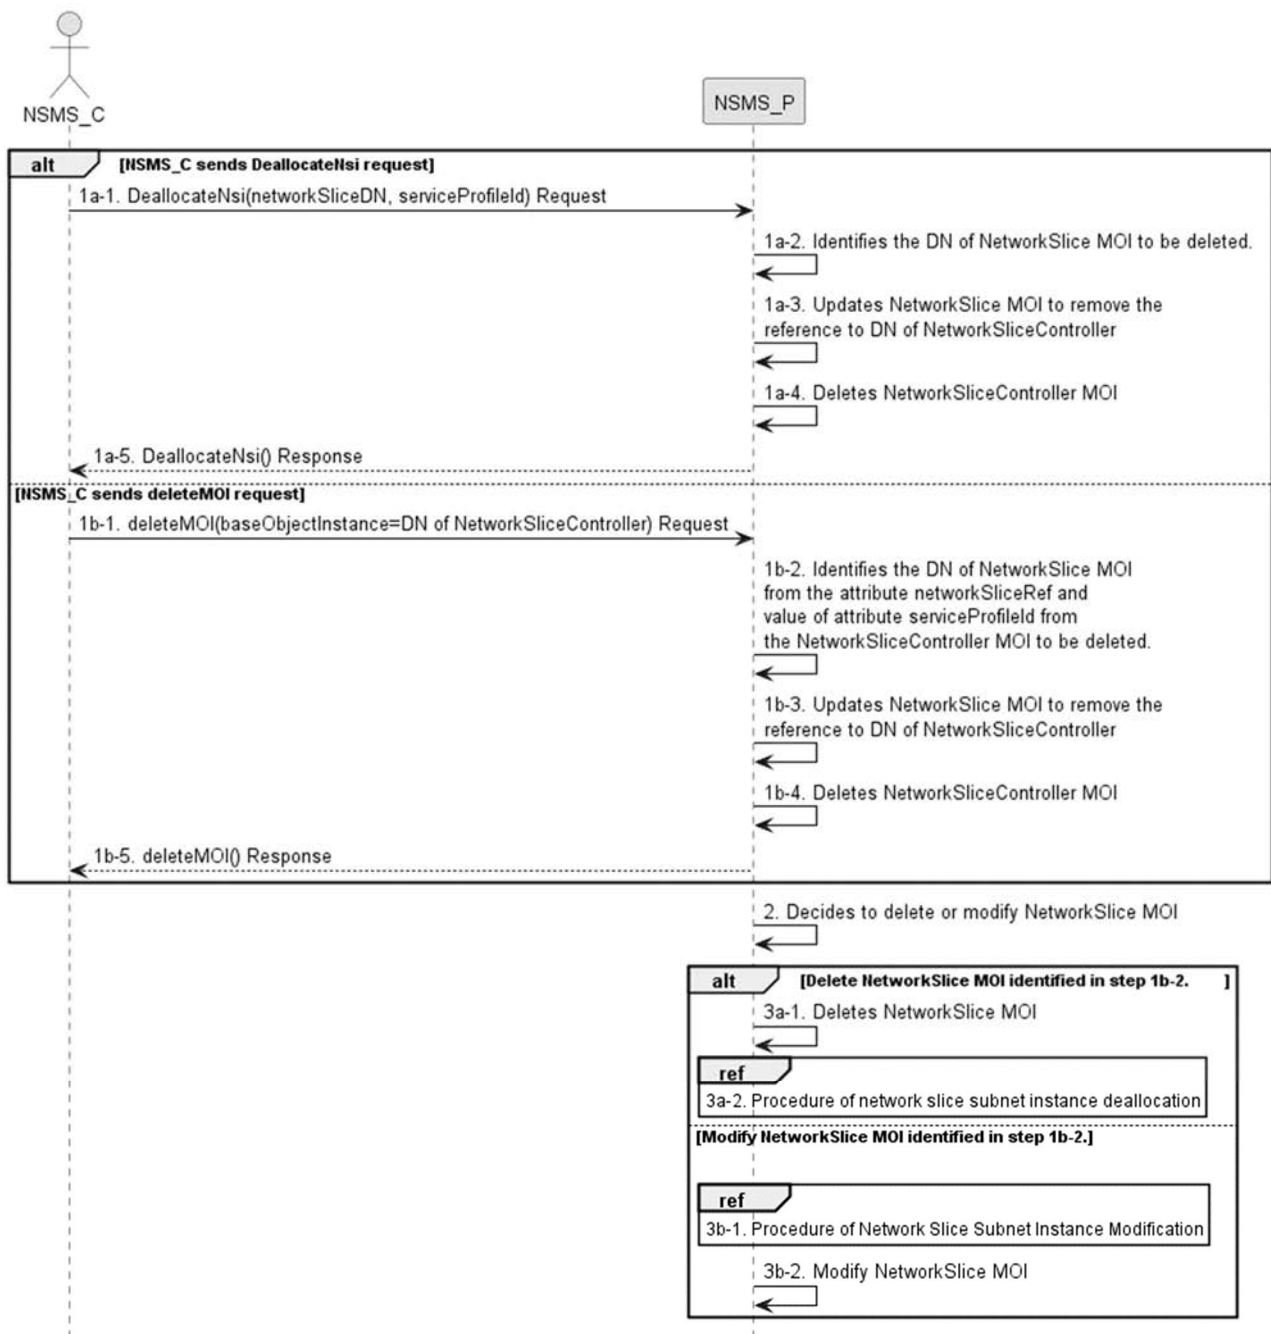 NSMS_C
NSMS_P
alt
[NSMS_C sends DeallocateNsi request]
1a-1. DeallocateNsi(networkSliceDN, serviceProfileId) Request
1a-2. Identifies the DN of NetworkSlice MOI to be deleted.
1a-3. Updates NetworkSlice MOI to remove the
reference to DN of NetworkSliceController
1a-4. Deletes NetworkSliceController MOI
1a-5. DeallocateNsi() Response
[NSMS_C sends deleteMOI request]
1b-1. deleteMOI(baseObjectInstance=DN of NetworkSliceController) Request
1b-2. Identifies the DN of NetworkSlice MOI
from the attribute networkSliceRef and
value of attribute serviceProfileId from
the NetworkSliceController MOI to be deleted.
1b-3. Updates NetworkSlice MOI to remove the
reference to DN of NetworkSliceController
1b-4. Deletes NetworkSliceController MOI
1b-5. deleteMOI() Response
2. Decides to delete or modify NetworkSlice MOI
alt
[Delete NetworkSlice MOI identified in step 1b-2. ]
3a-1. Deletes NetworkSlice MOI
ref
3a-2. Procedure of network slice subnet instance deallocation
[Modify NetworkSlice MOI identified in step 1b-2.]
ref
3b-1. Procedure of Network Slice Subnet Instance Modification
3b-2. Modify NetworkSlice MOI